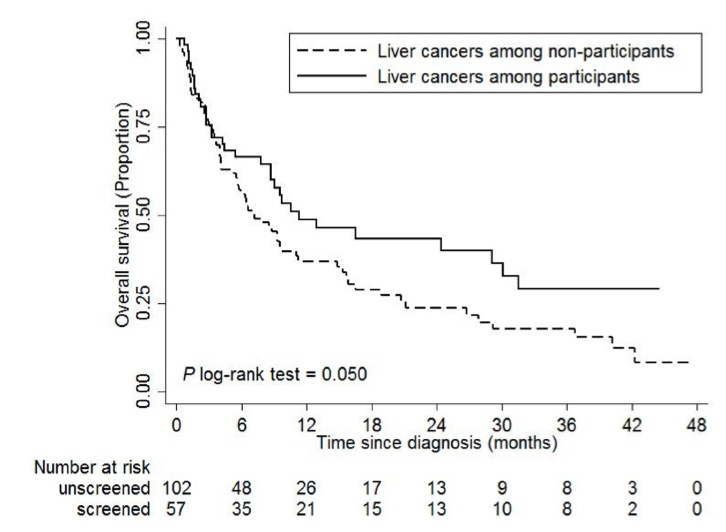 Liver cancers among non-participants
Liver cancers among participants
Overall survival (Proportion)
1.00
0.75
0.50
0.25
0.00
P log-rank test = 0.050
0 6 12 18 24 30 36 42 48
Time since diagnosis (months)
Number at risk
unscreened 102 48 26 17 13 9 8 3 0
screened 57 35 21 15 13 10 8 2 0